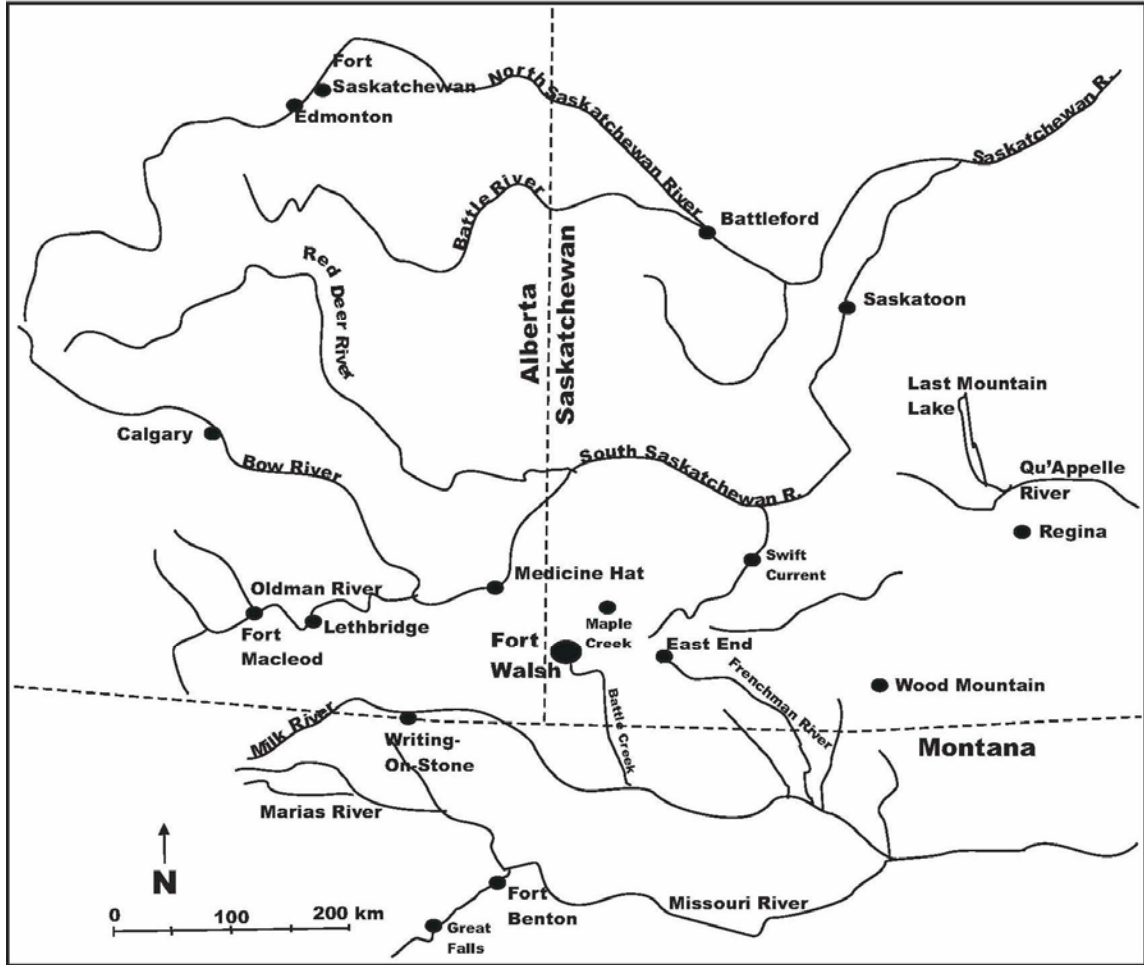 Fort
Saskatchewan
Edmonton
North Saskatchewan River
Saskatchewan R.
Battle River
Battleford
Red Deer River
Alberta
Saskatchewan
Saskatoon
Last Mountain
Lake
Calgary
Bow River
South Saskatchewan R.
Qu'Appelle
River
Regina
Swift
Current
Medicine Hat
Oldman River
Maple
Creek
Fort
Macleod
Lethbridge
Fort
Walsh
East End
Frenchman River
Wood Mountain
Battle Creek
Milk River
Writing-
On-Stone
Montana
Marias River
N
0 100 200 km
Fort
Benton
Missouri River
Great
Falls